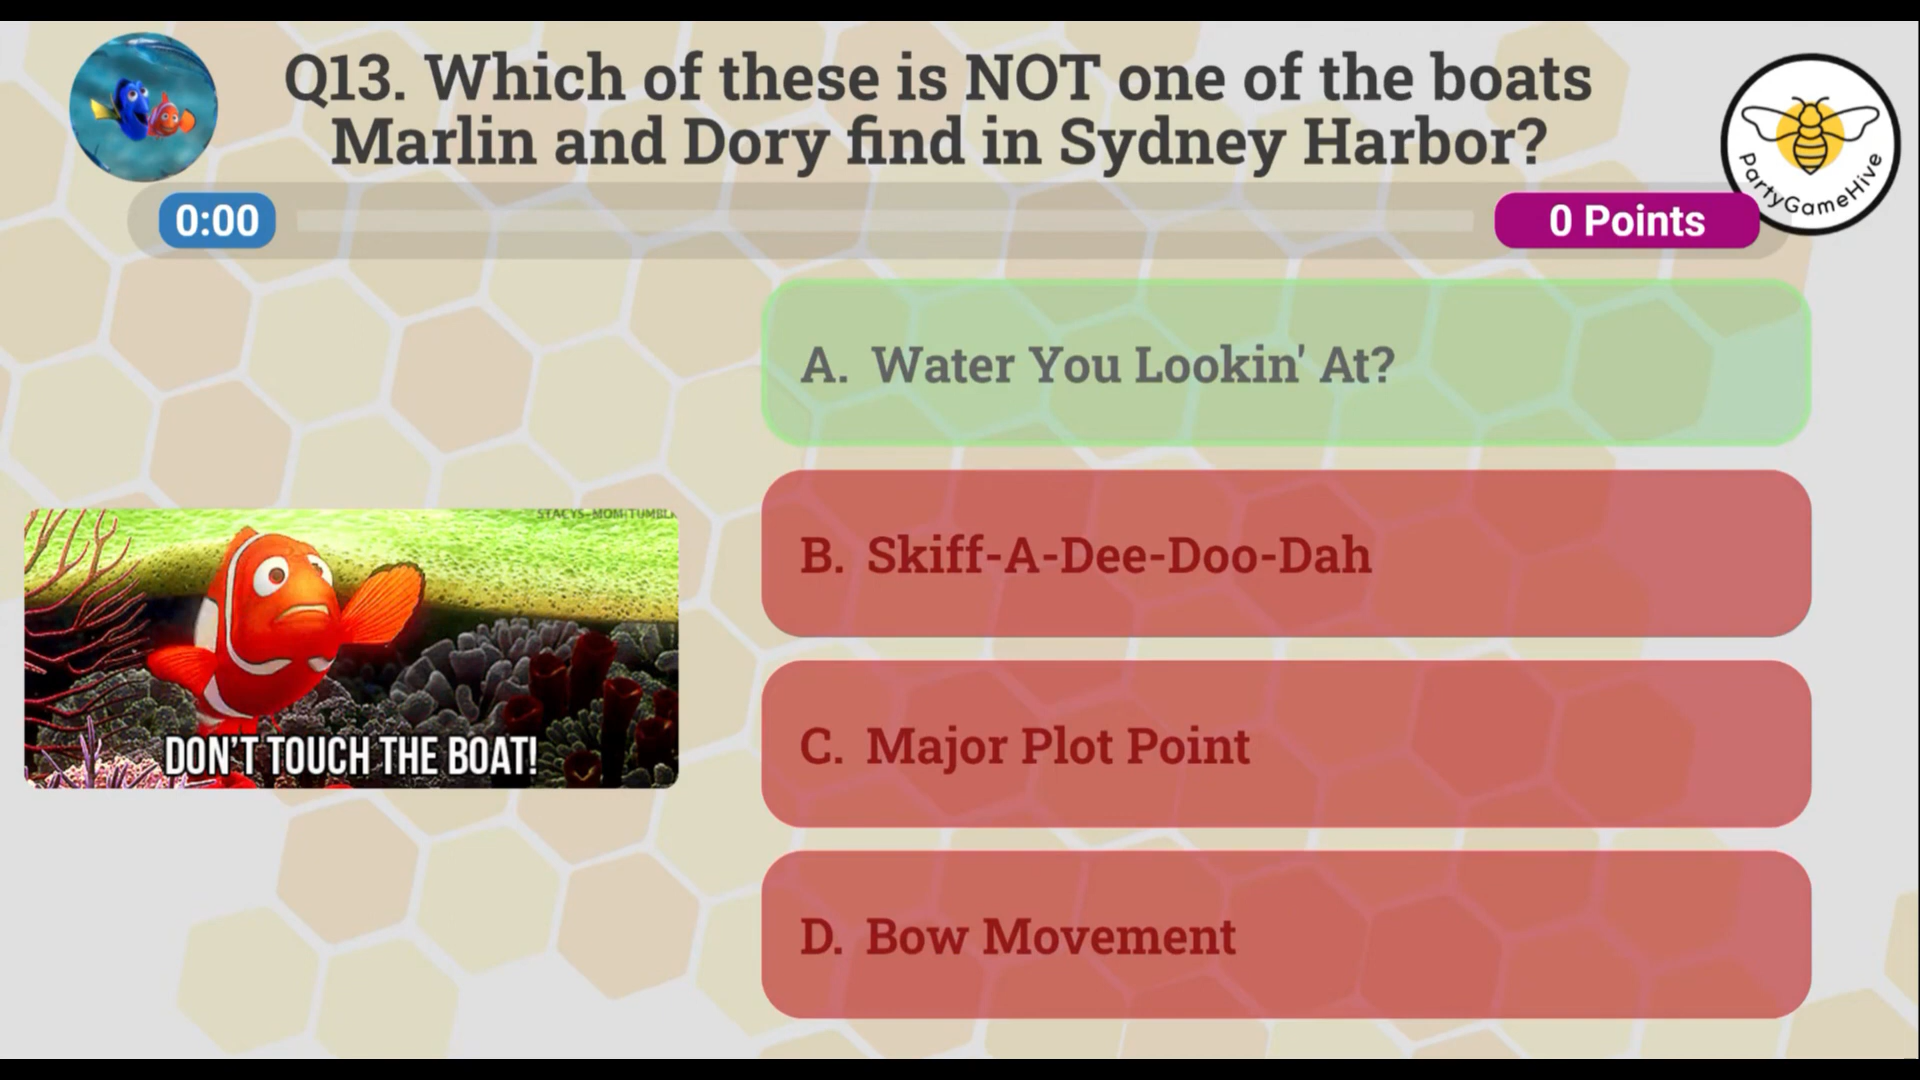 Q13. Which of these is NOT one of the boats
Marlin and Dory find in Sydney Harbor?
PartyGameHive
0:00
0 Points
A. Water You Lookin' At?
B. Skiff-A-Dee-Doo-Dah
C. Major Plot Point
D. Bow Movement
DON'T TOUCH THE BOAT!